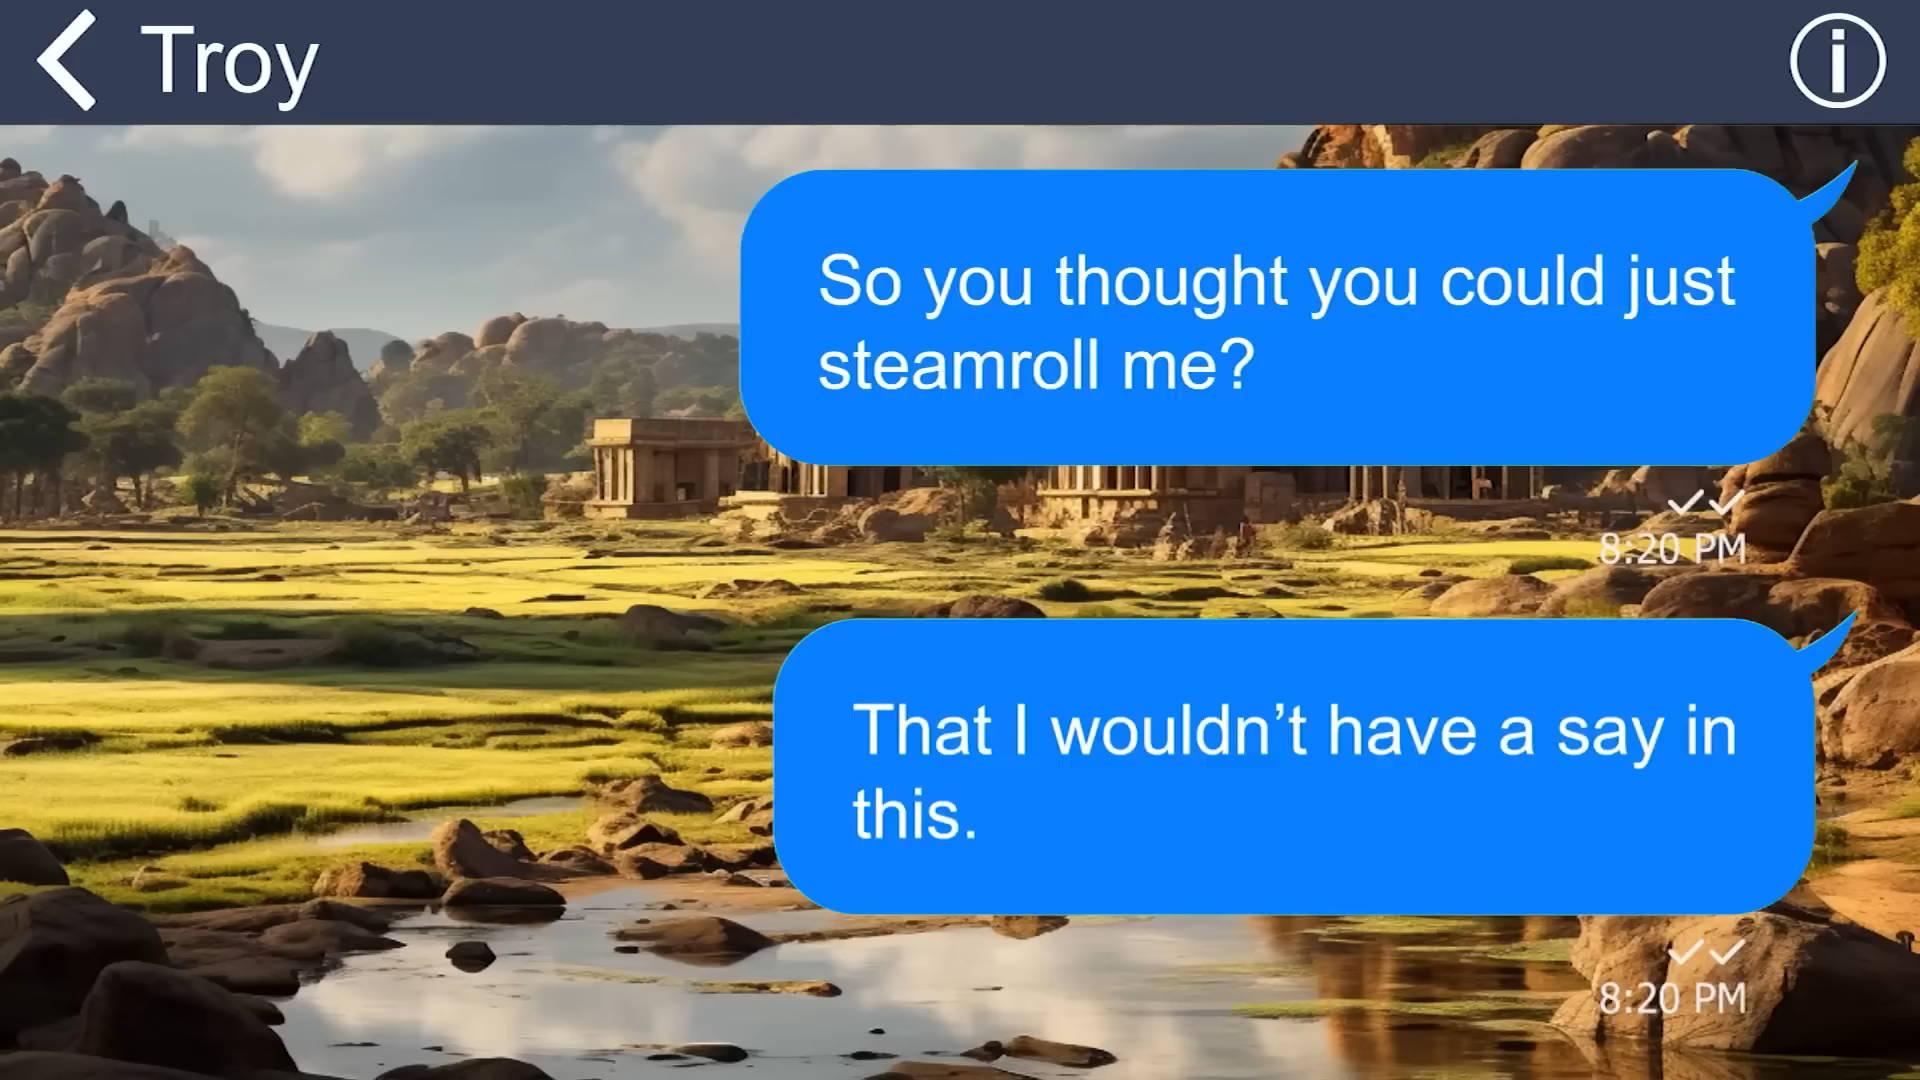 Troy
So you thought you could just
steamroll me?
8:20 PM
That I wouldn’t have a say in
this.
8:20 PM